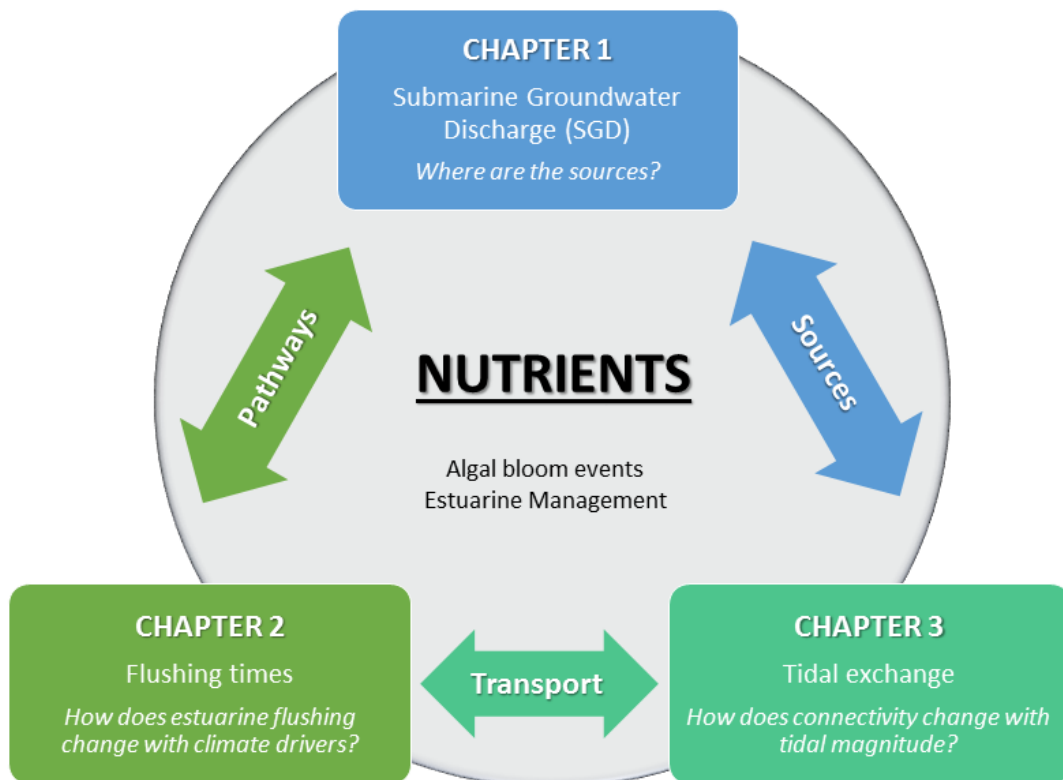 CHAPTER 1
Submarine Groundwater
Discharge (SGD)
Where are the sources?
Pathways
Sources
NUTRIENTS
Algal bloom events
Estuarine Management
CHAPTER 2
Flushing times
How does estuarine flushing
change with climate drivers?
Transport
CHAPTER 3
Tidal exchange
How does connectivity change with
tidal magnitude?